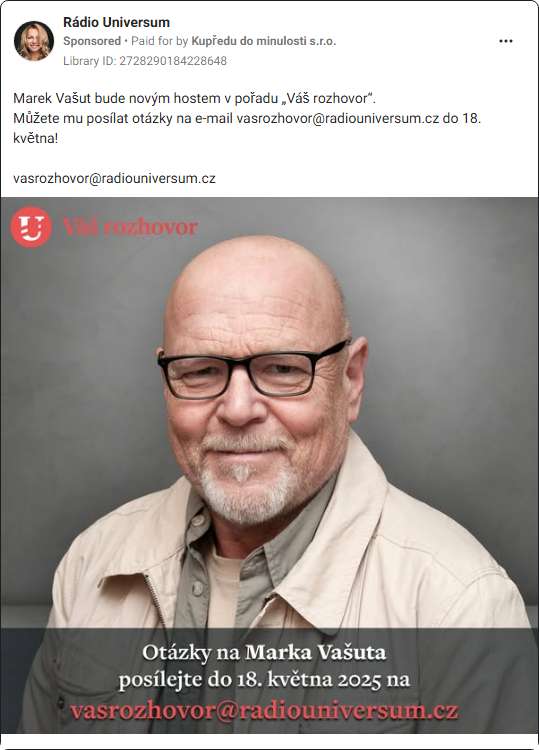 Rádio Universum
Sponsored • Paid for by Kupředu do minulosti s.r.o.
Library ID: 2728290184228648
Marek Vašut bude novým hostem v pořadu „Váš rozhovor“.
Můžete mu posílat otázky na e-mail vasrozhovor@radiouniversum.cz do 18.
května!
vasrozhovor@radiouniversum.cz
U Váš rozhovor
Otázky na Marka Vašuta
posílejte do 18. května 2025 na
vasrozhovor@radiouniversum.cz